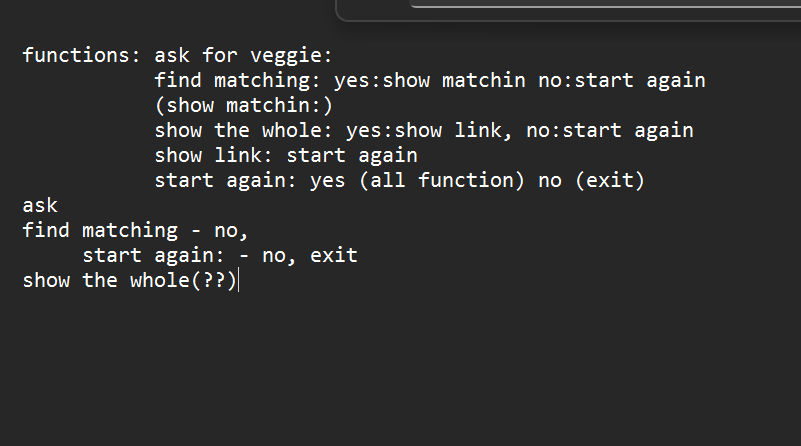 functions: ask for veggie:
find matching: yes:show matchin no:start again
(show matchin:)
show the whole: yes:show link, no:start again
show link: start again
start again: yes (all function) no (exit)
ask
find matching - no,
start again: - no, exit
show the whole(??)